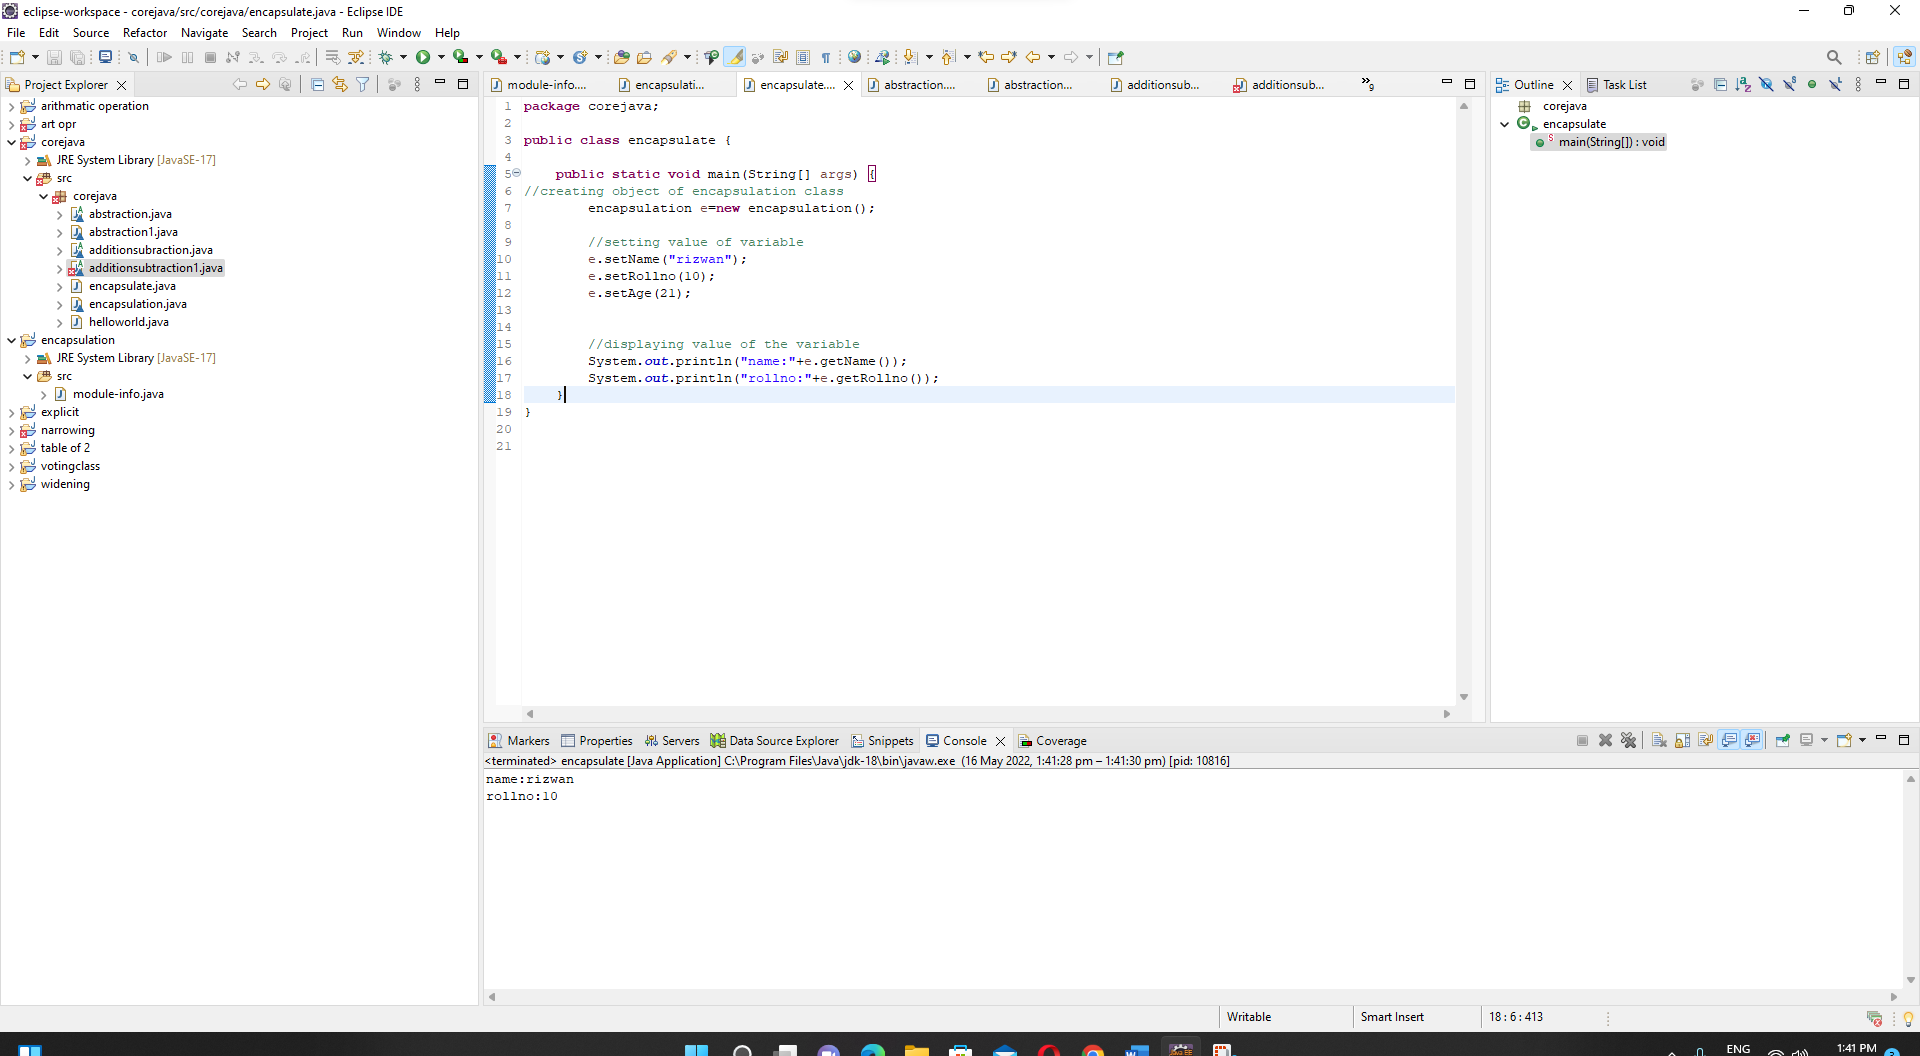 eclipse-workspace - corejava/src/corejava/encapsulate.java - Eclipse IDE
File Edit Source Refactor Navigate Search Project Run Window Help
Project Explorer
arithmatic operation
art opr
corejava
JRE System Library [JavaSE-17]
src
corejava
abstraction.java
abstraction1.java
additionsubraction.java
additionsubtraction1.java
encapsulate.java
encapsulation.java
helloworld.java
encapsulation
JRE System Library [JavaSE-17]
src
module-info.java
explicit
narrowing
table of 2
votingclass
widening
module-info.... encapsulati... encapsulate.... abstraction.... abstraction... additionsub... additionsub... »9
1 package corejava;
2
3 public class encapsulate {
4
5 public static void main(String[] args) {
6 //creating object of encapsulation class
7 encapsulation e=new encapsulation();
8
9 //setting value of variable
10 e.setName("rizwan");
11 e.setRollno(10);
12 e.setAge(21);
13
14
15 //displaying value of the variable
16 System.out.println("name:"+e.getName());
17 System.out.println("rollno:"+e.getRollno());
18 }
19 }
20
21
Outline Task List
corejava
encapsulate
main(String[]) : void
Markers Properties Servers Data Source Explorer Snippets Console Coverage
<terminated> encapsulate [Java Application] C:\Program Files\Java\jdk-18\bin\javaw.exe (16 May 2022, 1:41:28 pm – 1:41:30 pm) [pid: 10816]
name:rizwan
rollno:10
Writable Smart Insert 18 : 6 : 413
ENG 1:41 PM